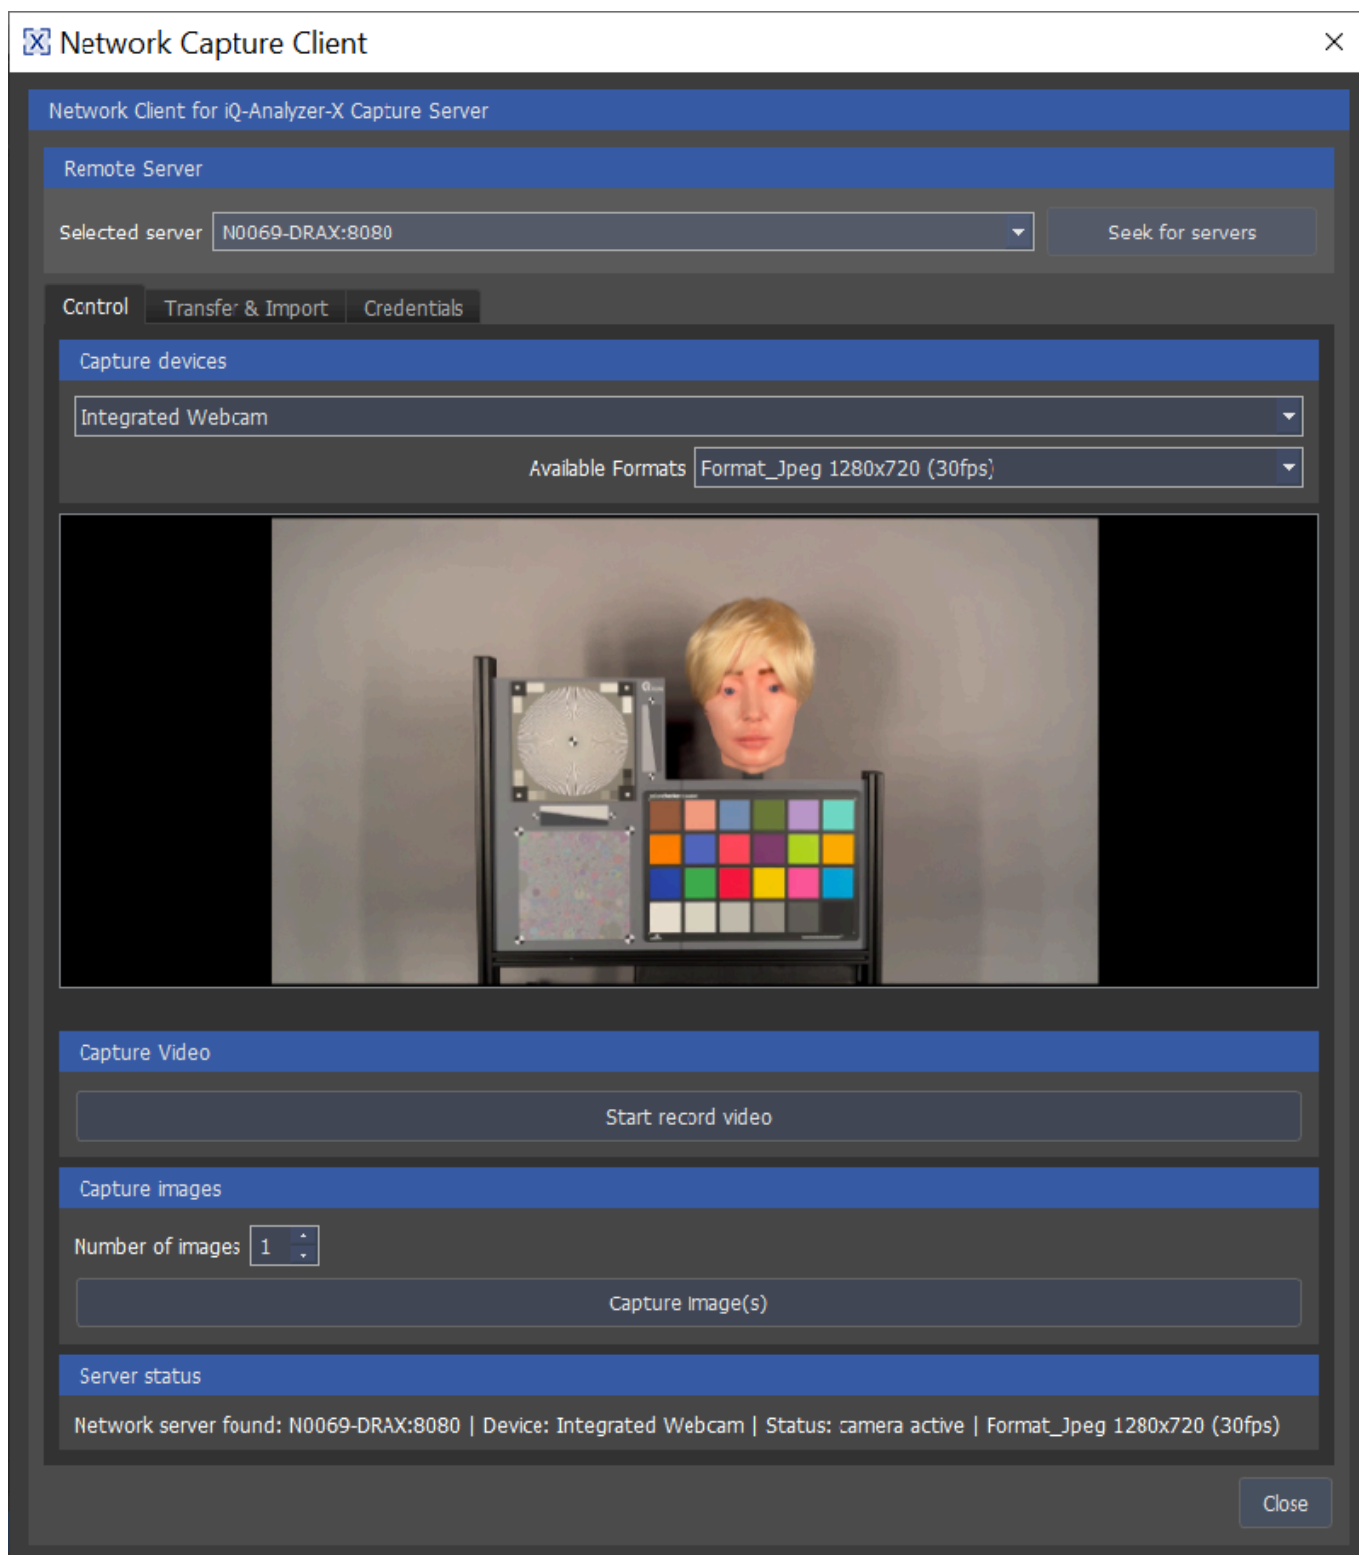 Network Capture Client
Network Client for iQ-Analyzer-X Capture Server
Remote Server
Selected server N0069-DRAX:8080 Seek for servers
Control Transfer & Import Credentials
Capture devices
Integrated Webcam
Available Formats Format_Jpeg 1280x720 (30fps)
Capture Video
Start record video
Capture images
Number of images 1
Capture Image(s)
Server status
Network server found: N0069-DRAX:8080 | Device: Integrated Webcam | Status: camera active | Format_Jpeg 1280x720 (30fps)
Close